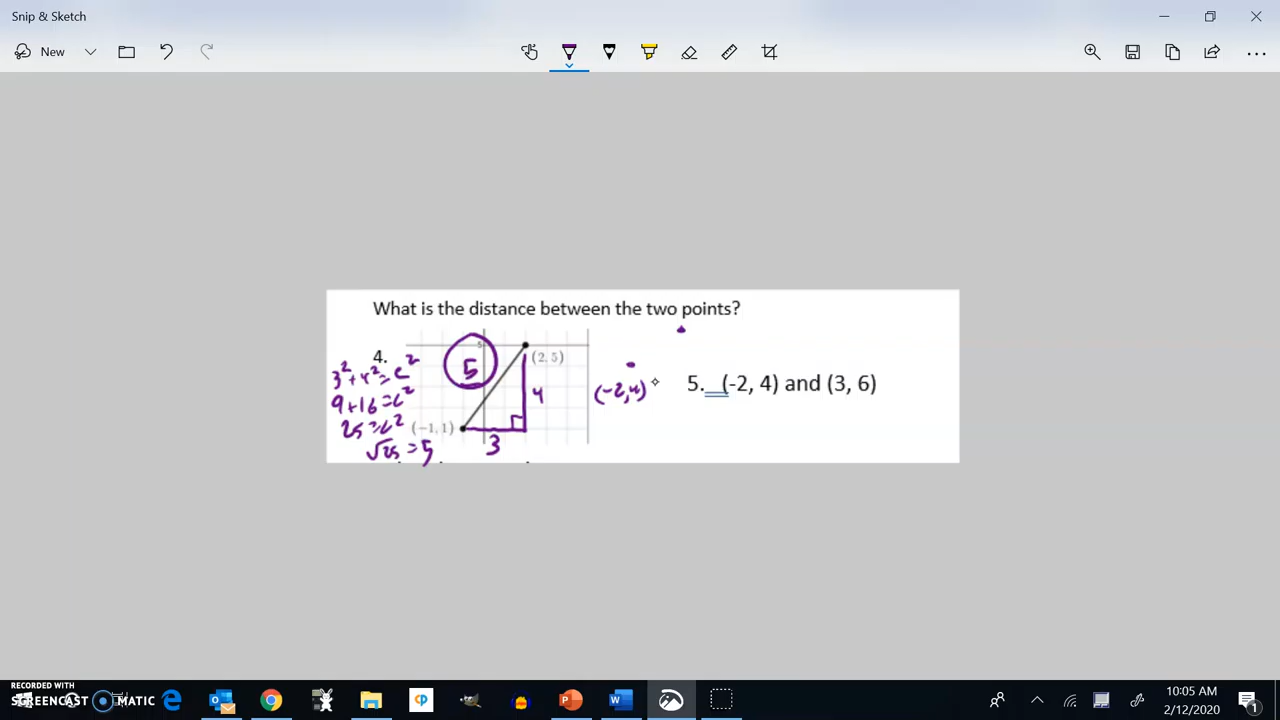 Snip & Sketch
New
What is the distance between the two points?
4.
5
(2, 5)
3² + 4² = c²
9 + 16 = c²
25 = c²
√25 = 5
(−1, 1)
4
3
5
(-2,4)
5. (-2, 4) and (3, 6)
RECORDED WITH
SCREENCAST MATIC
10:05 AM
2/12/2020
1